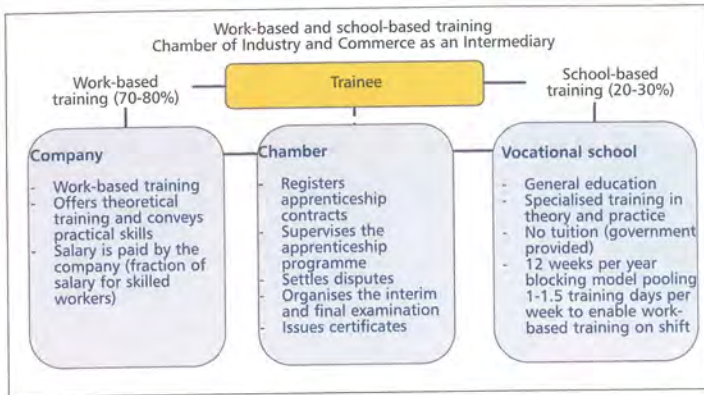 Work-based and school-based training
Chamber of Industry and Commerce as an Intermediary
Work-based
training (70-80%)
Trainee
School-based
training (20-30%)
Company
- Work-based training
- Offers theoretical
training and conveys
practical skills
- Salary is paid by the
company (fraction of
salary for skilled
workers)
Chamber
- Registers
apprenticeship
contracts
- Supervises the
apprenticeship
programme
- Settles disputes
- Organises the interim
and final examination
- Issues certificates
Vocational school
- General education
- Specialised training in
theory and practice
- No tuition (government
provided)
- 12 weeks per year
blocking model pooling
1-1.5 training days per
week to enable work-
based training on shift